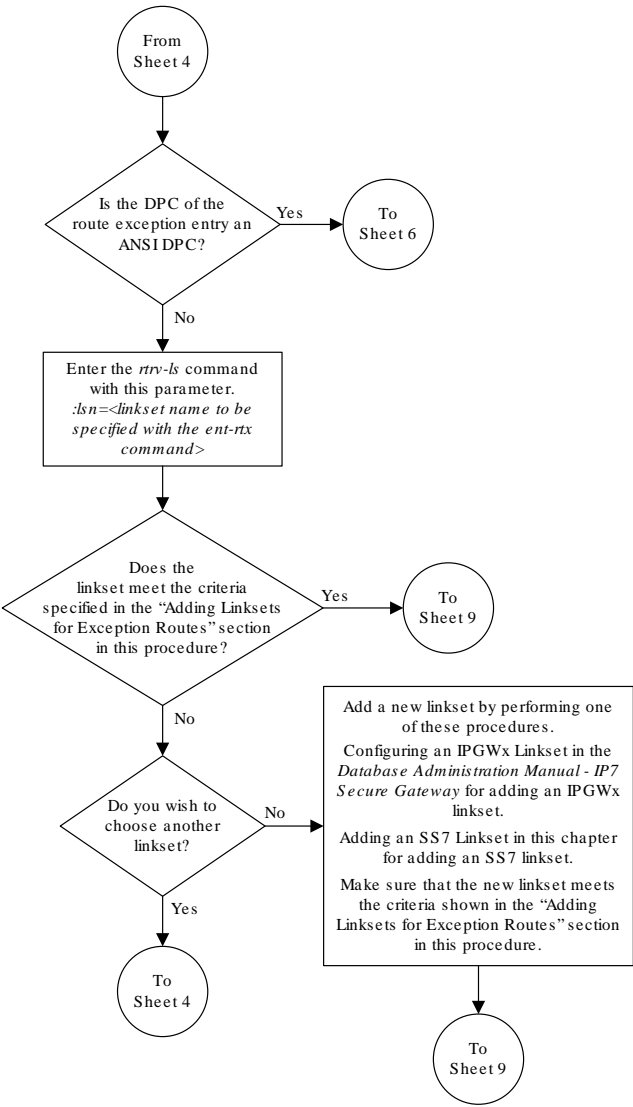 From
Sheet 4
Is the DPC of the
route exception entry an
ANSI DPC?
Yes
To
Sheet 6
No
Enter the rtrv-ls command
with this parameter.
:lsn=<linkset name to be
specified with the ent-rtx
command>
Does the
linkset meet the criteria
specified in the “Adding Linksets
for Exception Routes” section
in this procedure?
Yes
To
Sheet 9
No
Do you wish to
choose another
linkset?
No
Add a new linkset by performing one
of these procedures.
Configuring an IPGWx Linkset in the
Database Administration Manual - IP7
Secure Gateway for adding an IPGWx
linkset.
Adding an SS7 Linkset in this chapter
for adding an SS7 linkset.
Make sure that the new linkset meets
the criteria shown in the “Adding
Linksets for Exception Routes” section
in this procedure.
Yes
To
Sheet 4
To
Sheet 9